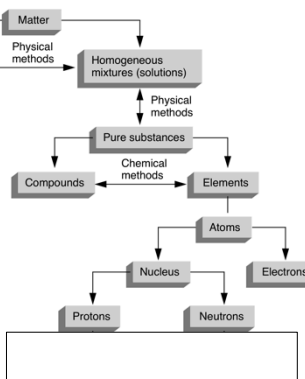 Matter
Physical
methods
Homogeneous
mixtures (solutions)
Physical
methods
Pure substances
Chemical
methods
Compounds
Elements
Atoms
Nucleus
Electrons
Protons
Neutrons